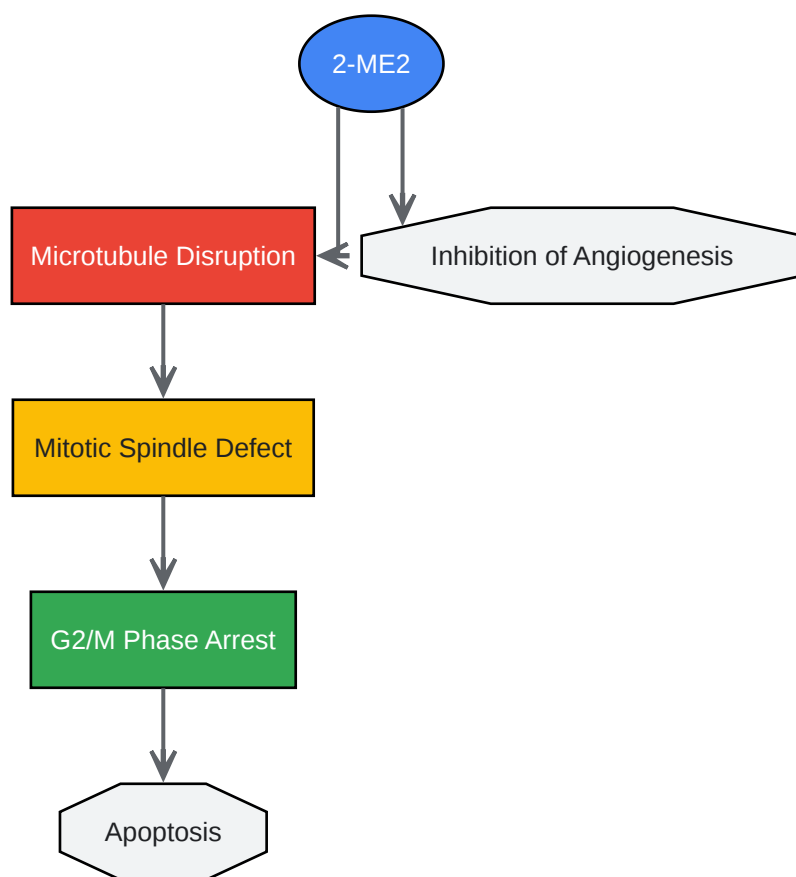 2-ME2
Microtubule Disruption
Inhibition of Angiogenesis
Mitotic Spindle Defect
G2/M Phase Arrest
Apoptosis